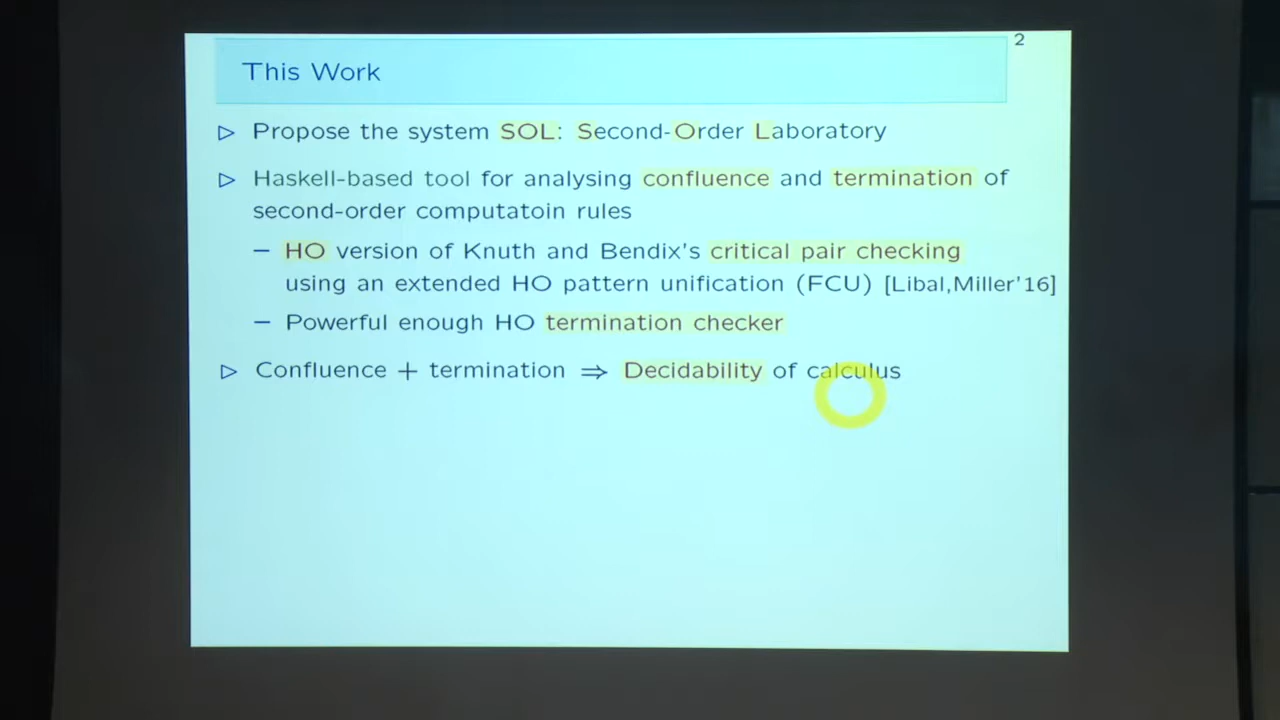 2
This Work
▷ Propose the system SOL: Second-Order Laboratory
▷ Haskell-based tool for analysing confluence and termination of
second-order computatoin rules
– HO version of Knuth and Bendix's critical pair checking
using an extended HO pattern unification (FCU) [Libal,Miller'16]
– Powerful enough HO termination checker
▷ Confluence + termination ⇒ Decidability of calculus